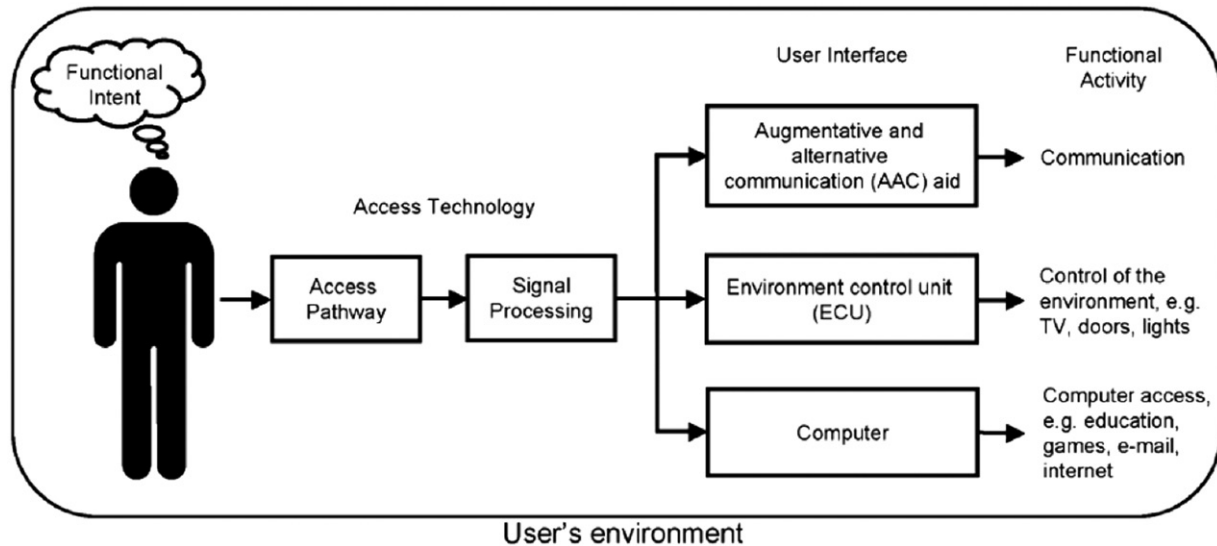 Functional
Intent
Access Technology
Access
Pathway
Signal
Processing
User Interface
Augmentative and
alternative
communication (AAC) aid
Environment control unit
(ECU)
Computer
Functional
Activity
Communication
Control of the
environment, e.g.
TV, doors, lights
Computer access,
e.g. education,
games, e-mail,
internet
User's environment